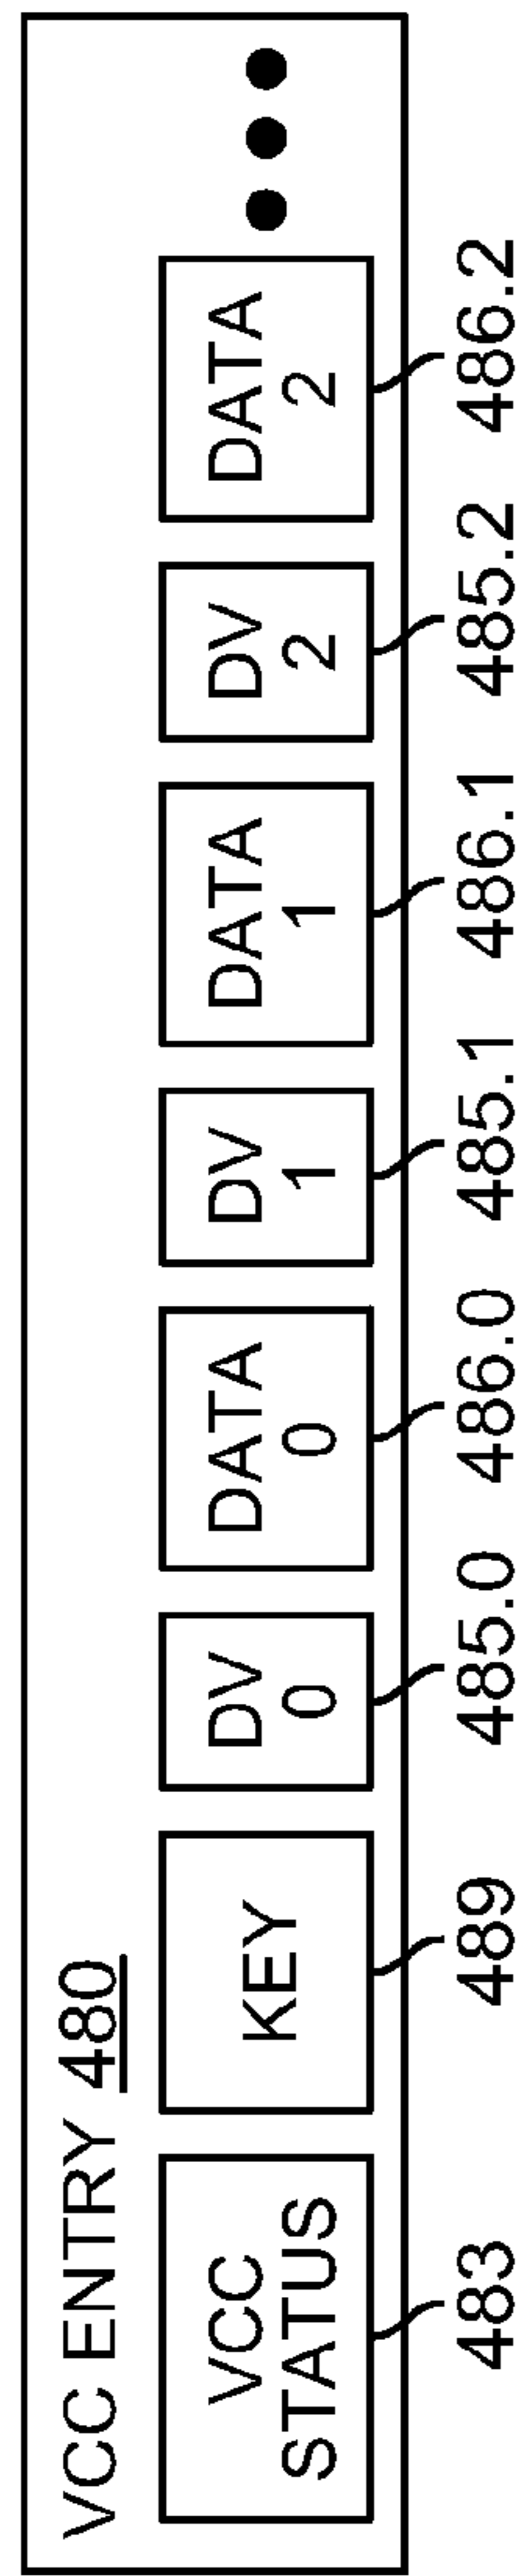 VCC ENTRY 480
VCC
STATUS
KEY
DV
0
DATA
0
DV
1
DATA
1
DV
2
DATA
2
483
489
485.0
486.0
485.1
486.1
485.2
486.2